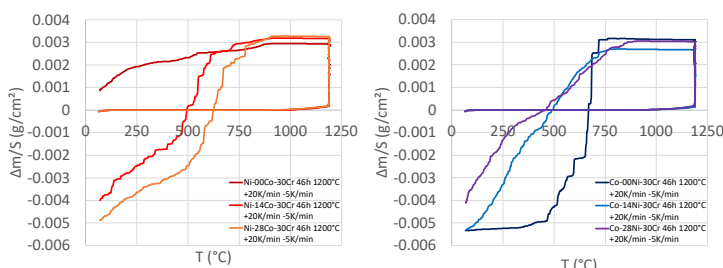 0.004
0.003
0.002
0.001
0
-0.001
-0.002
-0.003
-0.004
-0.005
-0.006
0 250 500 750 1000 1250
Δm/S (g/cm²)
T (°C)
Ni-00Co-30Cr 46h 1200°C
+20K/min -5K/min
Ni-14Co-30Cr 46h 1200°C
+20K/min -5K/min
Ni-28Co-30Cr 46h 1200°C
+20K/min -5K/min
0.004
0.003
0.002
0.001
0
-0.001
-0.002
-0.003
-0.004
-0.005
-0.006
0 250 500 750 1000 1250
Δm/S (g/cm²)
T (°C)
Co-00Ni-30Cr 46h 1200°C
+20K/min -5K/min
Co-14Ni-30Cr 46h 1200°C
+20K/min -5K/min
Co-28Ni-30Cr 46h 1200°C
+20K/min -5K/min